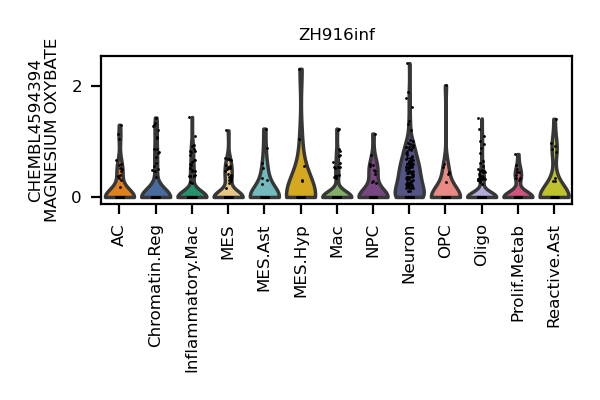 ZH916inf
CHEMBL4594394
MAGNESIUM OXYBATE
2
0
AC
Chromatin.Reg
Inflammatory.Mac
MES
MES.Ast
MES.Hyp
Mac
NPC
Neuron
OPC
Oligo
Prolif.Metab
Reactive.Ast